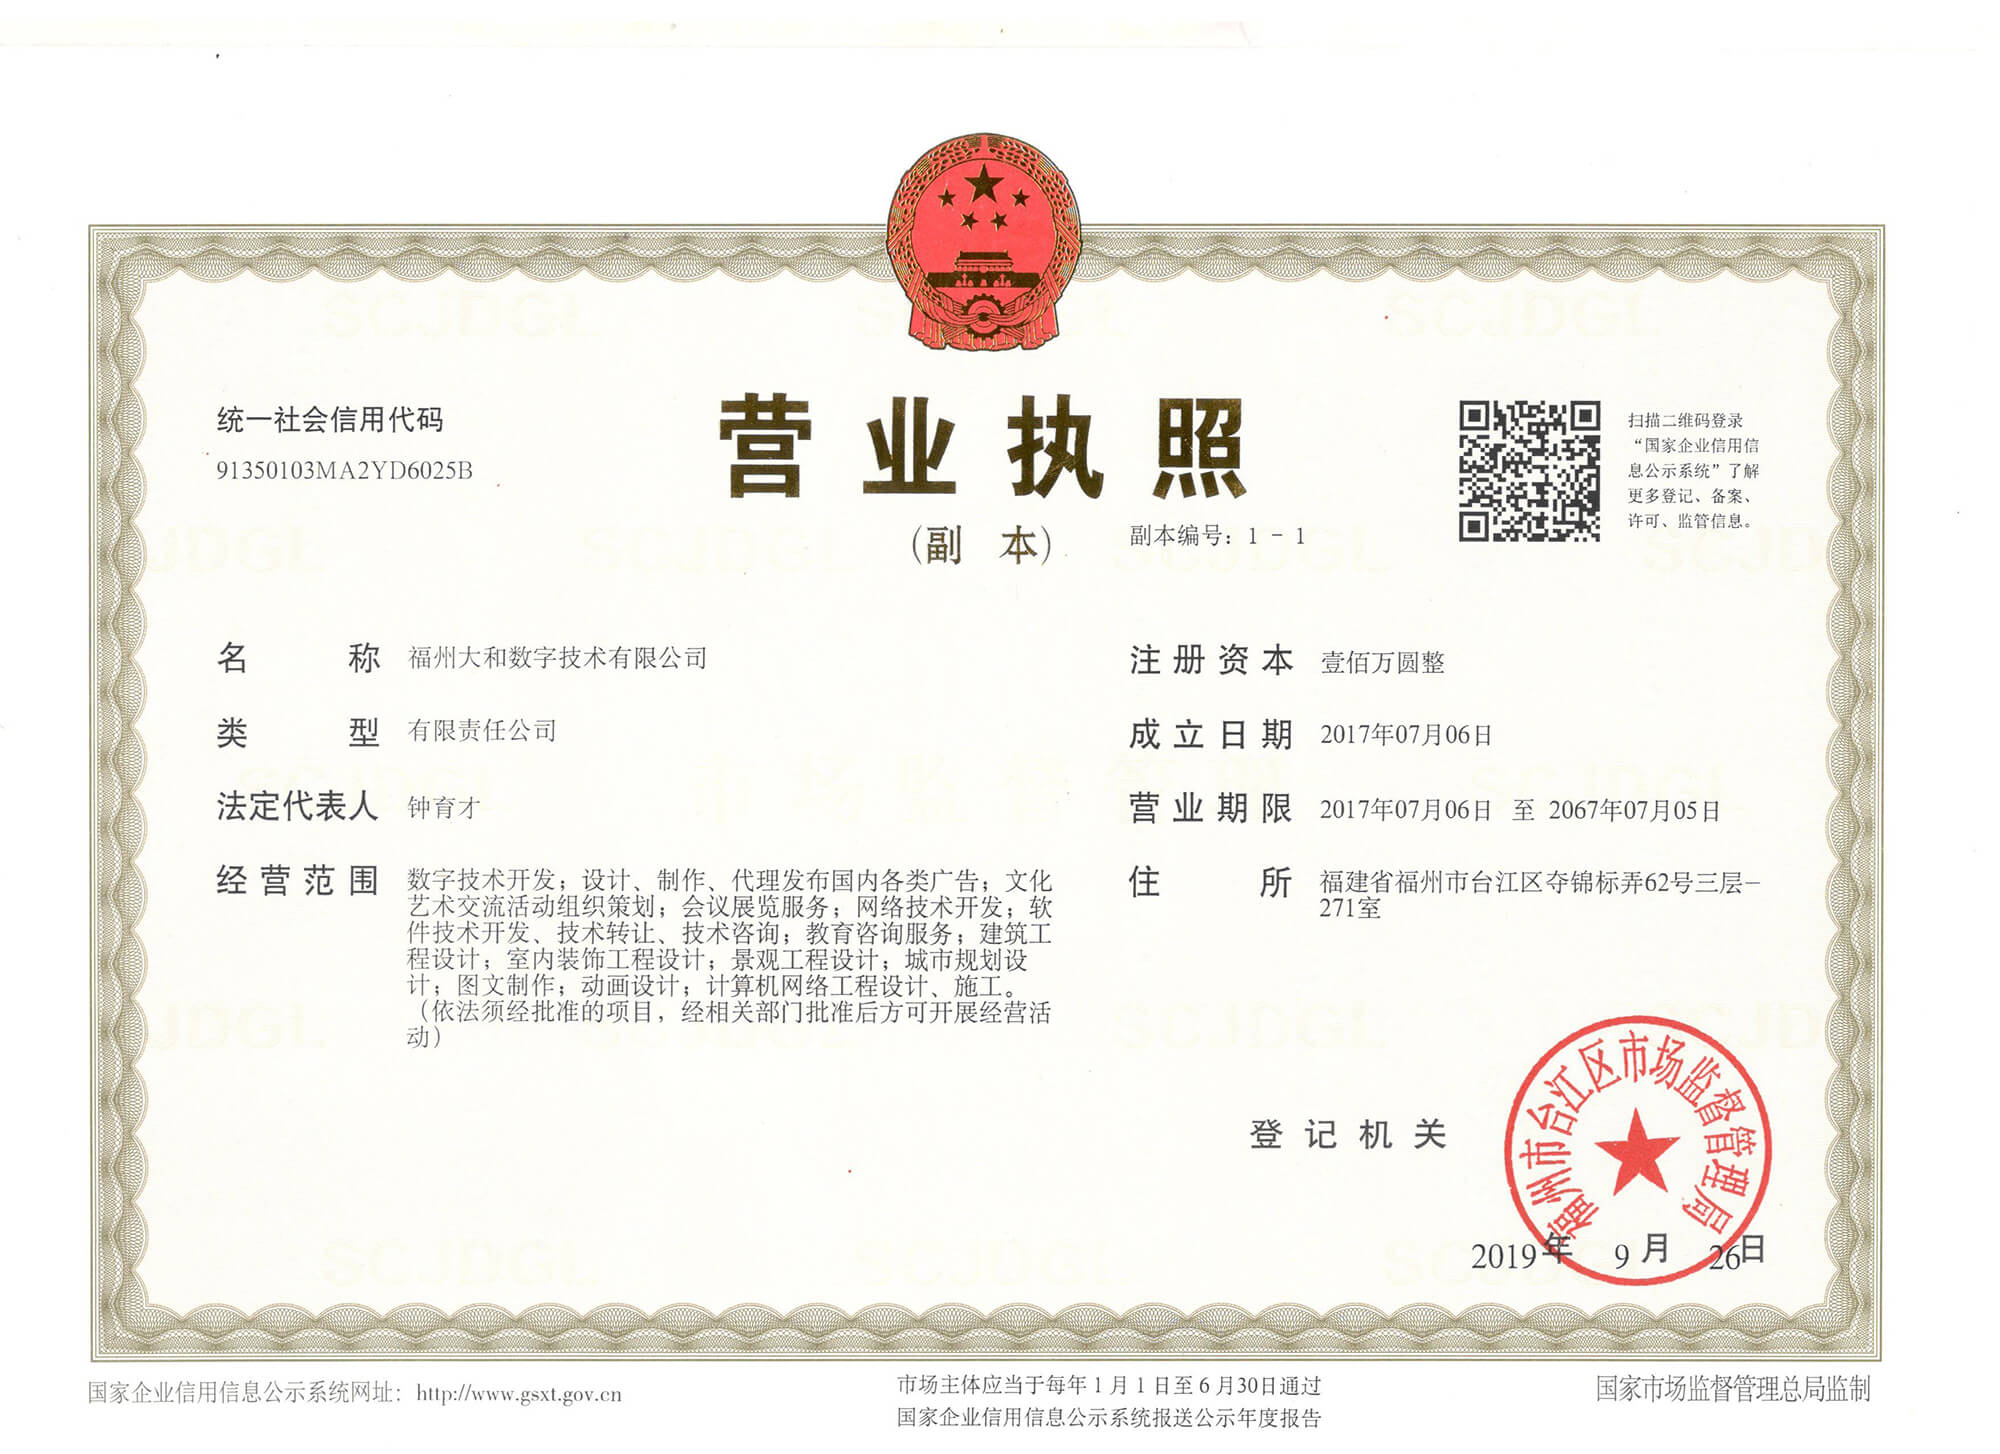 统一社会信用代码
91350103MA2YD6025B
营业执照
（副 本）
副本编号：1 - 1
扫描二维码登录
“国家企业信用信
息公示系统”了解
更多登记、备案、
许可、监管信息。
名 称 福州大和数字技术有限公司
类 型 有限责任公司
法定代表人 钟育才
经营范围 数字技术开发；设计、制作、代理发布国内各类广告；文化
艺术交流活动组织策划；会议展览服务；网络技术开发；软
件技术开发、技术转让、技术咨询；教育咨询服务；建筑工
程设计；室内装饰工程设计；景观工程设计；城市规划设
计；图文制作；动画设计；计算机网络工程设计、施工。
（依法须经批准的项目，经相关部门批准后方可开展经营活
动）
注册资本 壹佰万圆整
成立日期 2017年07月06日
营业期限 2017年07月06日 至 2067年07月05日
住 所 福建省福州市台江区夺锦标弄62号三层-
271室
登记机关
福州市台江区市场监督管理局
2019 年 9 月 26日
国家企业信用信息公示系统网址：http://www.gsxt.gov.cn
市场主体应当于每年1月1日至6月30日通过
国家企业信用信息公示系统报送公示年度报告
国家市场监督管理总局监制
SCJDGL